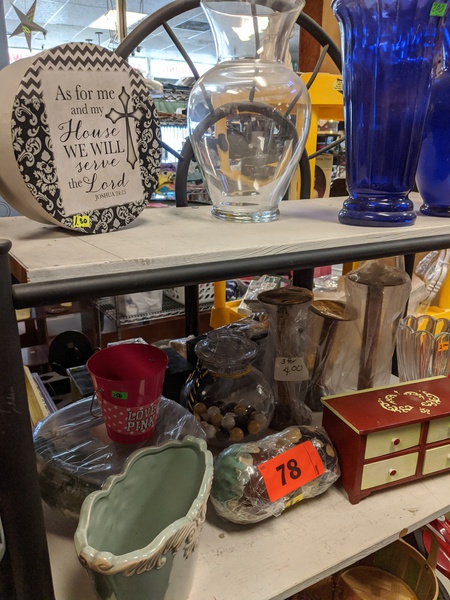 As for me
and my
House
WE WILL
serve
the Lord
JOSHUA 24:15
LOVE
PINK
4.00
78